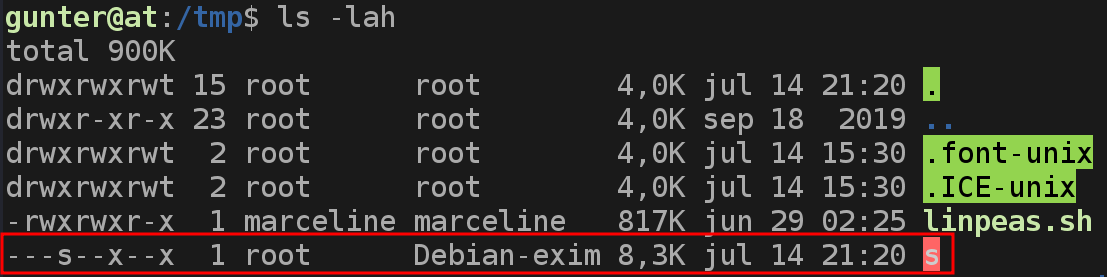 gunter@at:/tmp$ ls -lah
total 900K
drwxrwxrwt 15 root      root        4,0K jul 14 21:20 .
drwxr-xr-x 23 root      root        4,0K sep 18  2019 ..
drwxrwxrwt  2 root      root        4,0K jul 14 15:30 .font-unix
drwxrwxrwt  2 root      root        4,0K jul 14 15:30 .ICE-unix
-rwxrwxr-x  1 marceline marceline   817K jun 29 02:25 linpeas.sh
---s--x--x  1 root      Debian-exim 8,3K jul 14 21:20 s